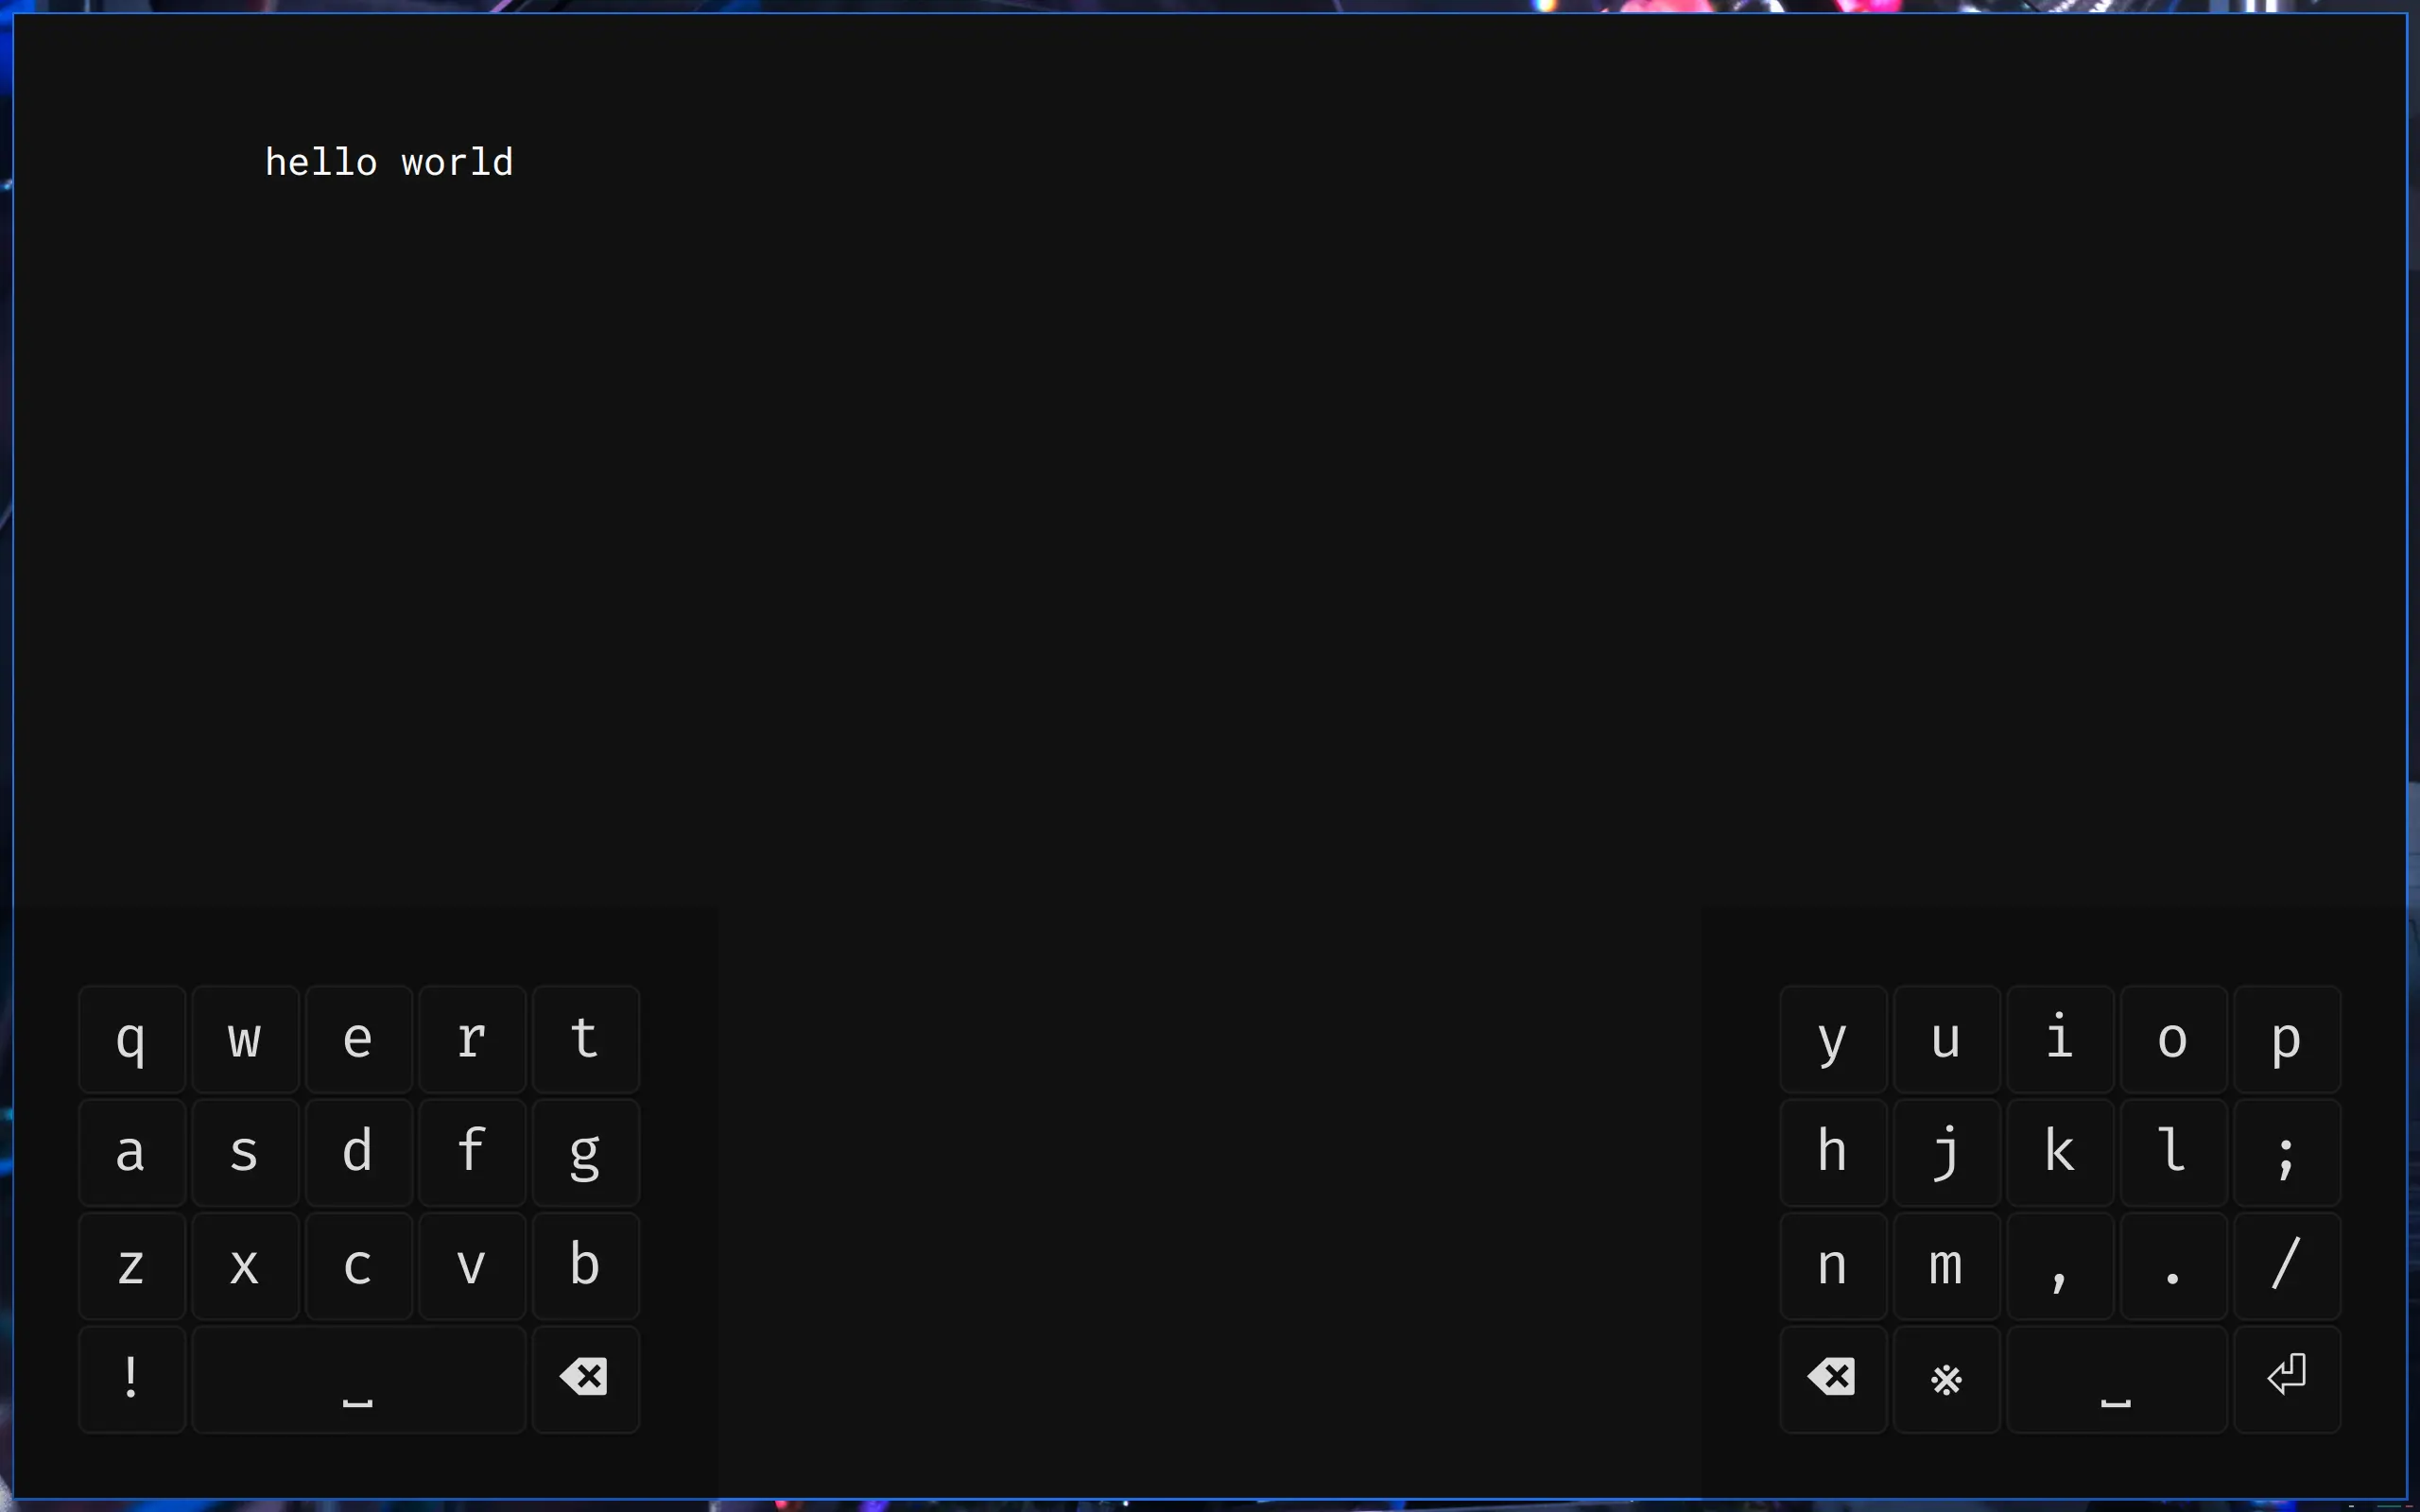 hello world
q w e r t y u i o p
a s d f g h j k l ;
z x c v b n m , . /
! ⎵ ⌫ ⌫ ※ ⎵ ⏎